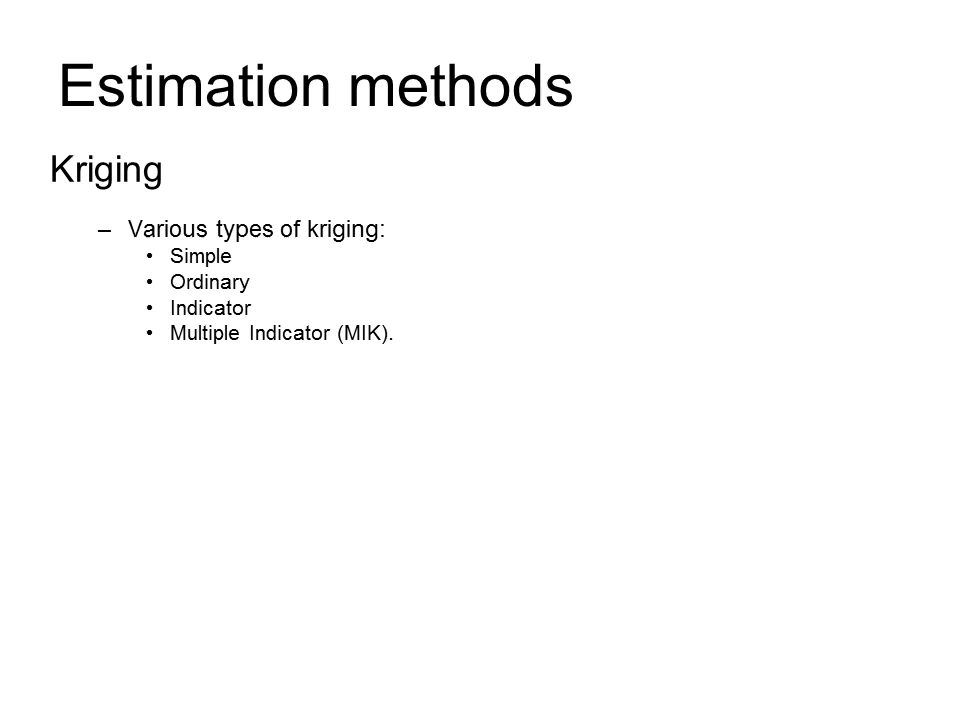 Estimation methods
Kriging
– Various types of kriging:
• Simple
• Ordinary
• Indicator
• Multiple Indicator (MIK).